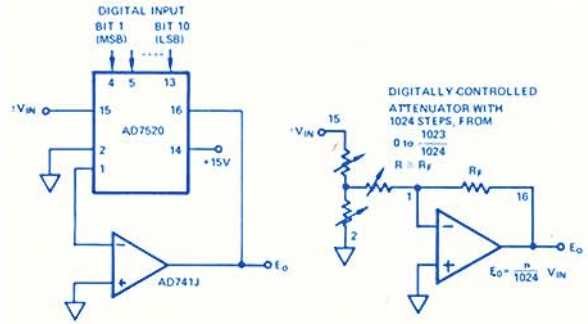 DIGITAL INPUT
BIT 1 BIT 10
(MSB) (LSB)
4 5 13
±VIN 15 16
AD7520
2 14 +15V
1
−
+
AD741J
EO
DIGITALLY-CONTROLLED
ATTENUATOR WITH
1024 STEPS, FROM
0 to 1023
1024
15
-VIN
R ≅ RF
RF
1 16
2
−
+
EO
EO = n/1024 VIN